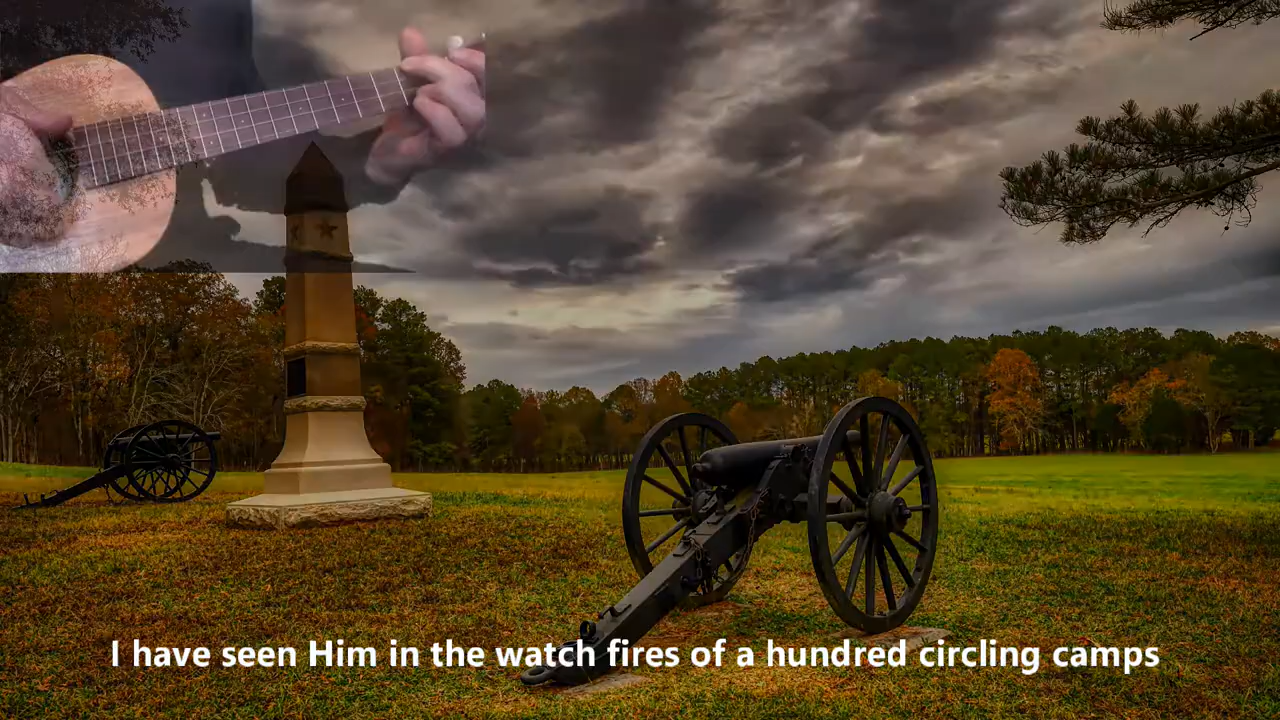 I have seen Him in the watch fires of a hundred circling camps